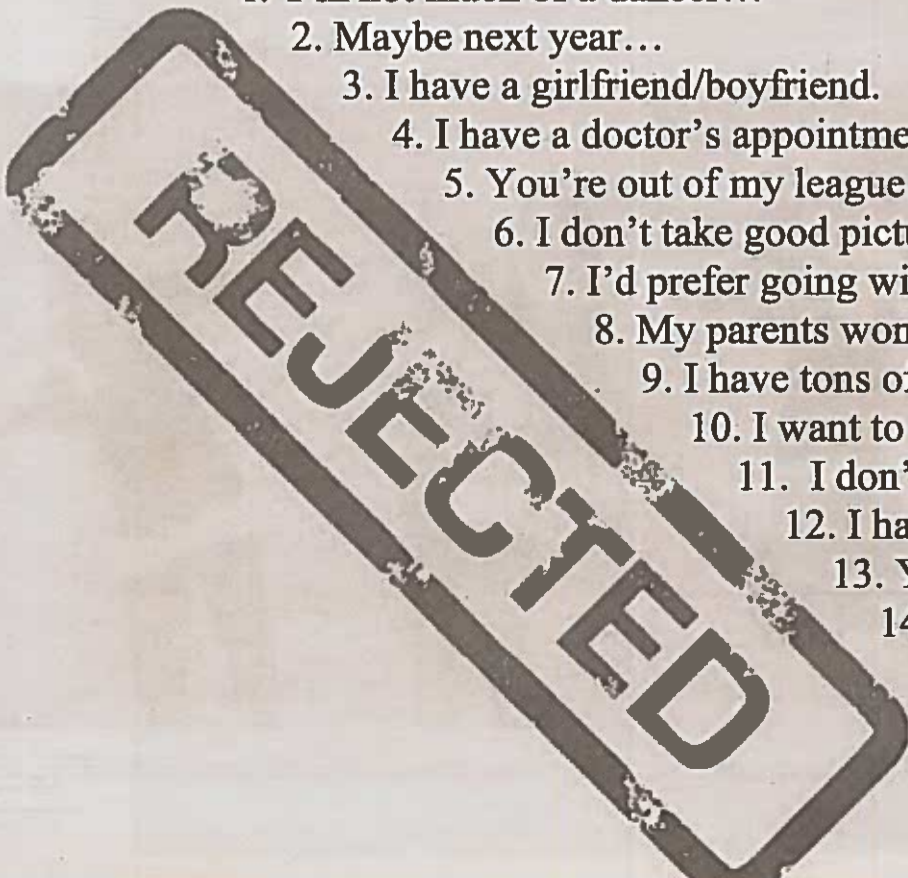 2. Maybe next year...
3. I have a girlfriend/boyfriend.
4. I have a doctor's appointme
5. You're out of my league
6. I don't take good pictu
7. I'd prefer going wi
8. My parents won
9. I have tons o
10. I want to
11. I don'
12. I ha
13. Y
14
REJECTED